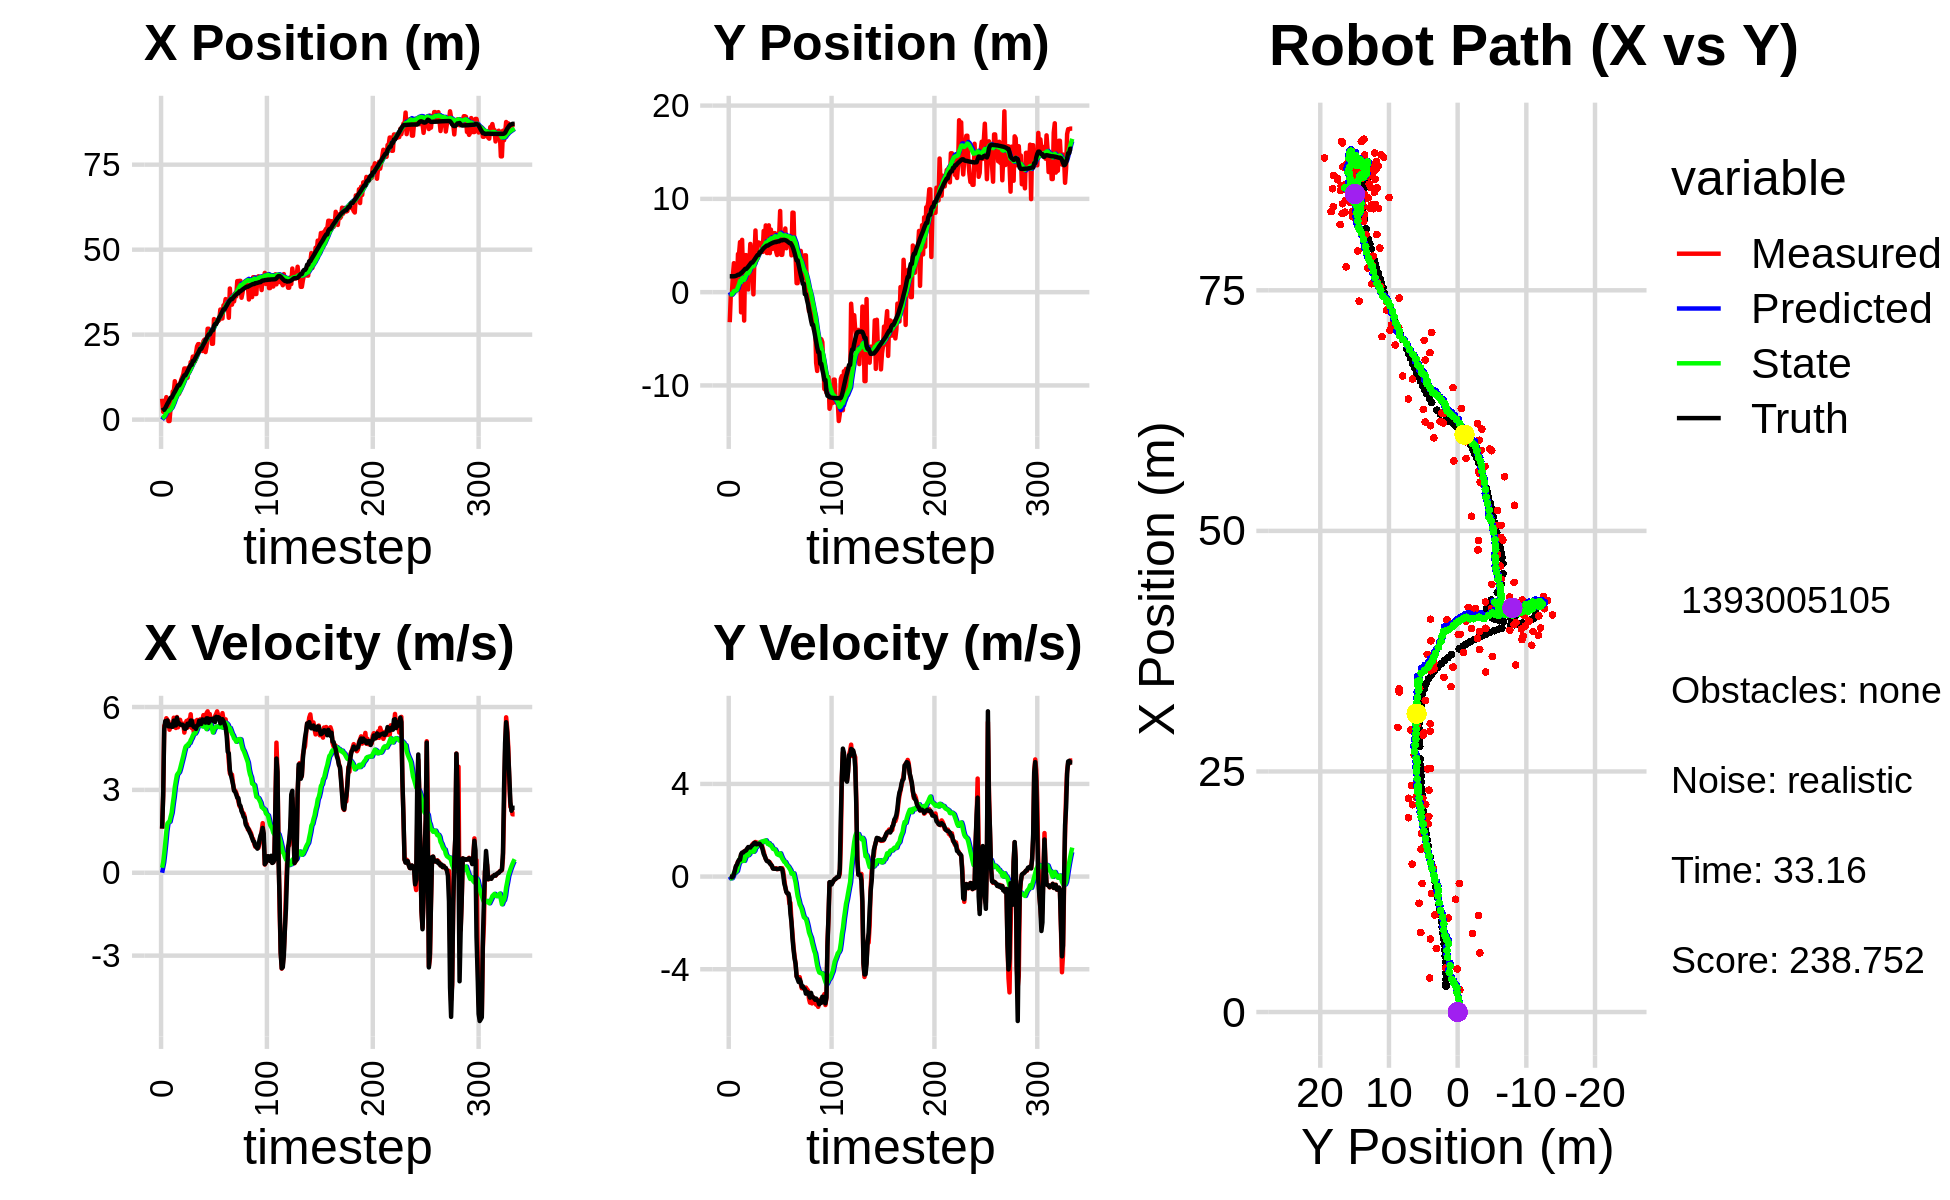 X Position (m)
75
50
25
0
0
100
200
300
timestep
Y Position (m)
20
10
0
-10
0
100
200
300
timestep
X Velocity (m/s)
6
3
0
-3
0
100
200
300
timestep
Y Velocity (m/s)
4
0
-4
0
100
200
300
timestep
Robot Path (X vs Y)
X Position (m)
75
50
25
0
20 10 0 -10 -20
Y Position (m)
variable
Measured
Predicted
State
Truth
1393005105
Obstacles: none
Noise: realistic
Time: 33.16
Score: 238.752